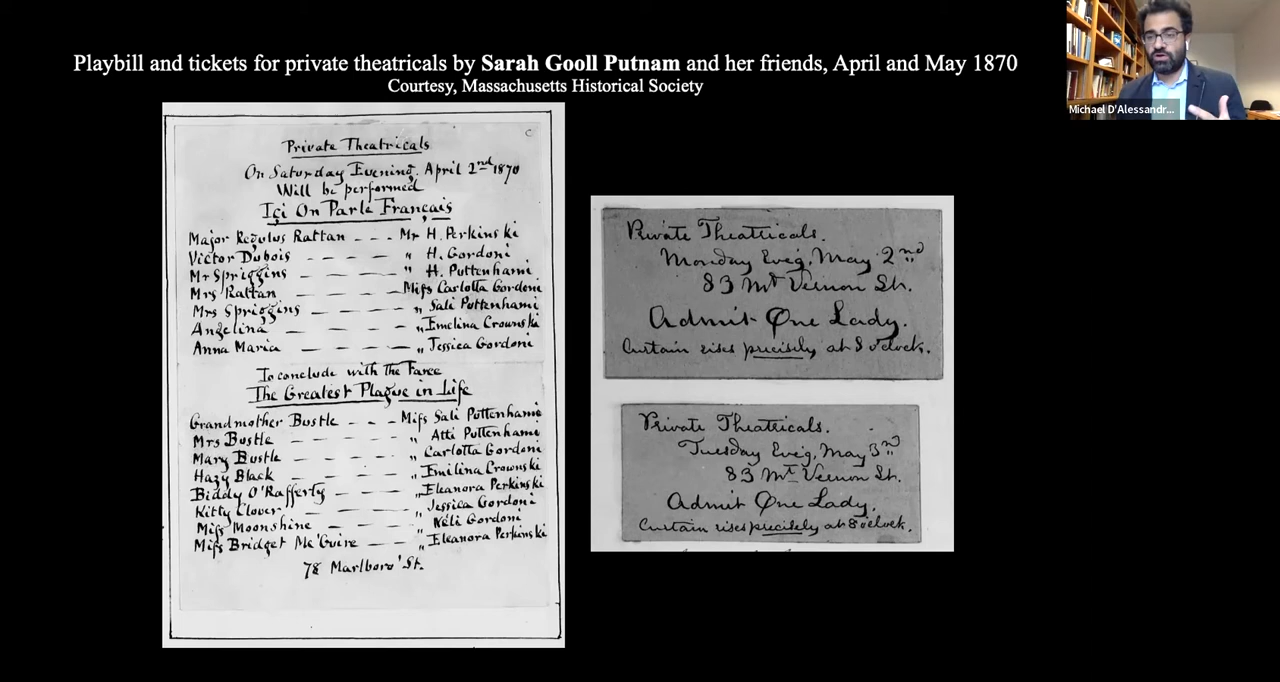 Playbill and tickets for private theatricals by Sarah Gooll Putnam and her friends, April and May 1870
Courtesy, Massachusetts Historical Society
Michael D'Alessandr...
C
Private Theatricals
On Saturday Evening. April 2nd 1870
Will be performed
Içi On Parle Français
Major Regulus Rattan - - - Mr H. Perkinski
Victor Dubois - - - - - " H. Gordoni
Mr Spriggins - - - - - " H. Puttenhami
Mrs Rattan - - - - - Miss Carlotta Gordoni
Mrs Spriggins - - - - - " Sali Puttenhami
Angelina - - - - - " Emelina Crownski
Anna Maria - - - - " Jessica Gordoni
To conclude with the Farce
The Greatest Plague in Life
Grandmother Bustle - - - Miss Sali Puttenhami
Mrs Bustle - - - - - " Atti Puttenhami
Mary Bustle - - - - - " Carlotta Gordoni
Hazy Black - - - - - " Emilina Crownski
Biddy O'Rafferty - - - - " Eleanora Perkinski
Kitty Clover - - - - - " Jessica Gordoni
Miss Moonshine - - - - " Neli Gordoni
Miss Bridget Mc'Guire - - - " Eleanora Perkinski
78 Marlboro' St.
Private Theatricals.
Monday Eveg, May 2nd
83 Mt Vernon St.
Admit One Lady.
Curtain rises precisely at 8 o'clock.
Private Theatricals.
Tuesday Eveg, May 3rd
83 Mt Vernon St.
Admit One Lady.
Curtain rises precisely at 8 o'clock.